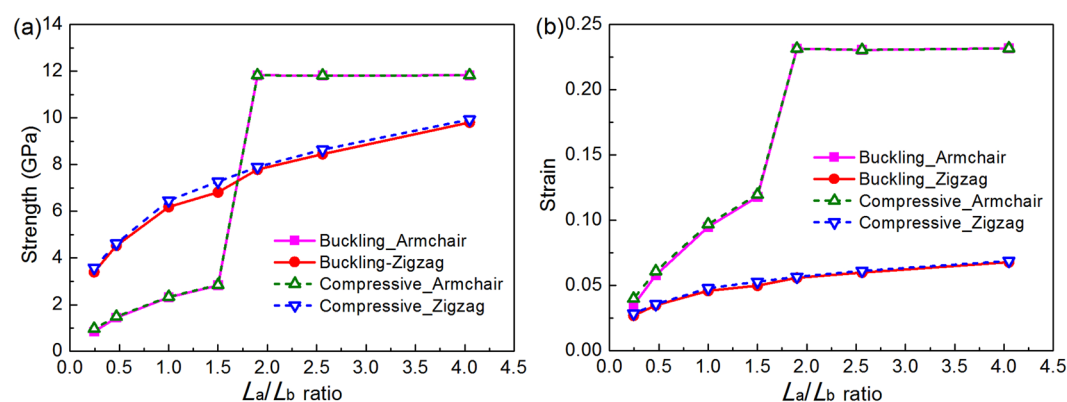 (a)
14
12
10
8
6
4
2
0
Strength (GPa)
Buckling_Armchair
Buckling-Zigzag
Compressive_Armchair
Compressive_Zigzag
0.0 0.5 1.0 1.5 2.0 2.5 3.0 3.5 4.0 4.5
La/Lb ratio
(b)
0.25
0.20
0.15
0.10
0.05
0.00
Strain
Buckling_Armchair
Buckling_Zigzag
Compressive_Armchair
Compressive_Zigzag
0.0 0.5 1.0 1.5 2.0 2.5 3.0 3.5 4.0 4.5
La/Lb ratio